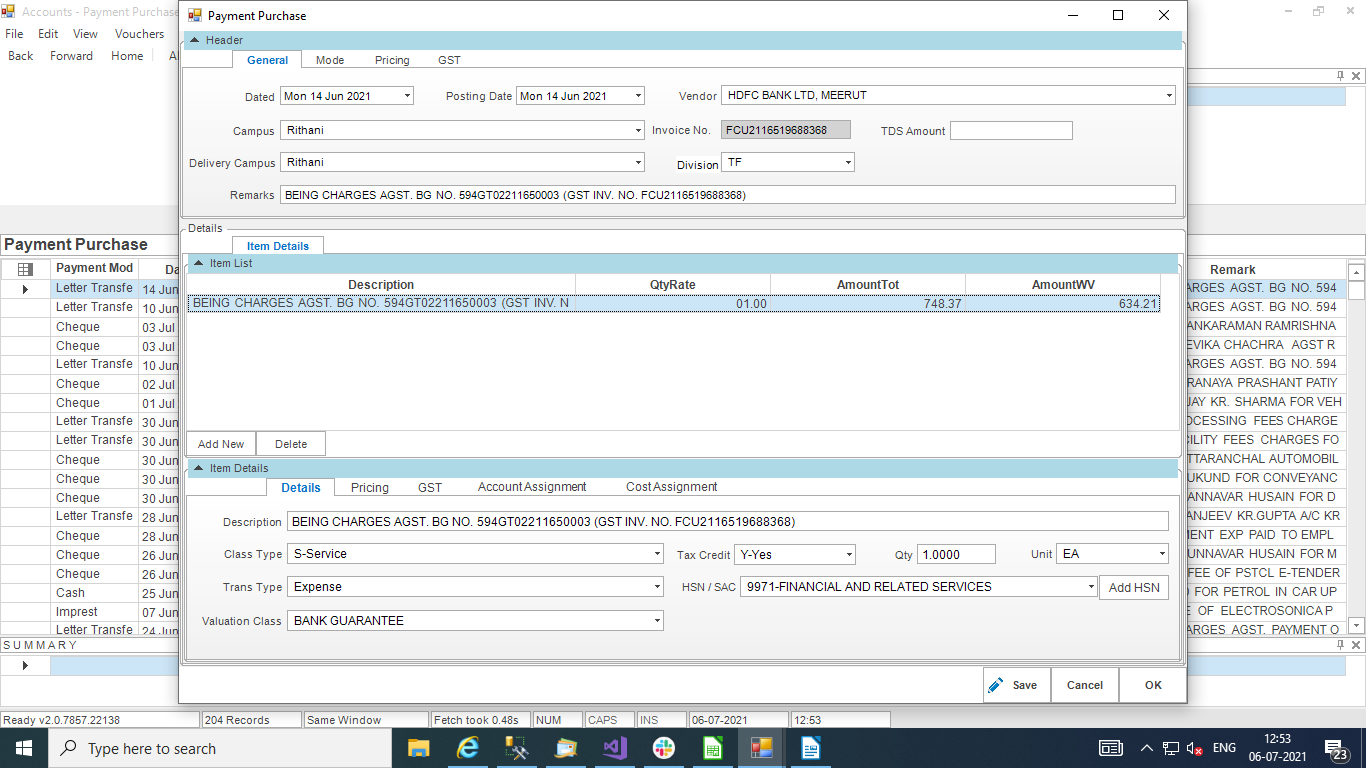 Accounts - Payment Purchase
Payment Purchase
File Edit View Vouchers
Back Forward Home
Header
General Mode Pricing GST
Dated Mon 14 Jun 2021 Posting Date Mon 14 Jun 2021 Vendor HDFC BANK LTD, MEERUT
Campus Rithani Invoice No. FCU2116519688368 TDS Amount
Delivery Campus Rithani Division TF
Remarks BEING CHARGES AGST. BG NO. 594GT02211650003 (GST INV. NO. FCU2116519688368)
Details
Item Details
Item List
Description QtyRate AmountTot AmountWV
BEING CHARGES AGST. BG NO. 594GT02211650003 (GST INV. N 01.00 748.37 634.21
Add New Delete
Item Details
Details Pricing GST Account Assignment Cost Assignment
Description BEING CHARGES AGST. BG NO. 594GT02211650003 (GST INV. NO. FCU2116519688368)
Class Type S-Service Tax Credit Y-Yes Qty 1.0000 Unit EA
Trans Type Expense HSN / SAC 9971-FINANCIAL AND RELATED SERVICES Add HSN
Valuation Class BANK GUARANTEE
Save Cancel OK
Payment Purchase
Payment Mod Da Remark
Letter Transfe 14 Jun ARGES AGST. BG NO. 594
Letter Transfe 10 Jun ARGES AGST. BG NO. 594
Cheque 03 Jul ANKARAMAN RAMRISHNA
Cheque 03 Jul EVIKA CHACHRA AGST R
Letter Transfe 10 Jun ARGES AGST. BG NO. 594
Cheque 02 Jul RANAYA PRASHANT PATIY
Cheque 01 Jul JAY KR. SHARMA FOR VEH
Letter Transfe 30 Jun OCESSING FEES CHARGE
Letter Transfe 30 Jun CILITY FEES CHARGES FO
Cheque 30 Jun TTARANCHAL AUTOMOBIL
Cheque 30 Jun UKUND FOR CONVEYANC
Cheque 30 Jun ANNAVAR HUSAIN FOR D
Letter Transfe 28 Jun ANJEEV KR.GUPTA A/C KR
Cheque 28 Jun MENT EXP PAID TO EMPL
Cheque 26 Jun UNNAVAR HUSAIN FOR M
Cheque 26 Jun FEE OF PSTCL E-TENDER
Cash 25 Jun FOR PETROL IN CAR UP
Imprest 07 Jun E OF ELECTROSONICA P
Letter Transfe 24 Jun ARGES AGST. PAYMENT O
SUMMARY
Ready v2.0.7857.22138 204 Records Same Window Fetch took 0.48s NUM CAPS INS 06-07-2021 12:53
Type here to search ENG 12:53
06-07-2021 23